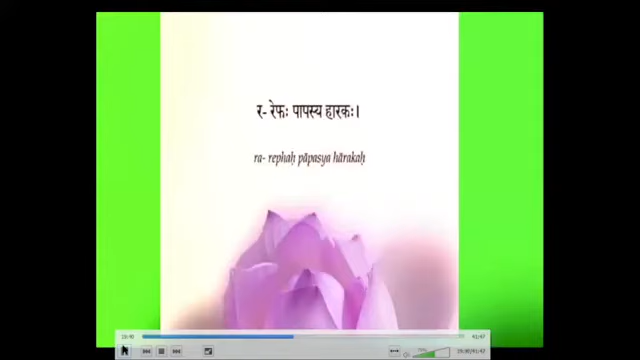 र- रेफः पापस्य हारकः।
ra- rephaḥ pāpasya hārakaḥ